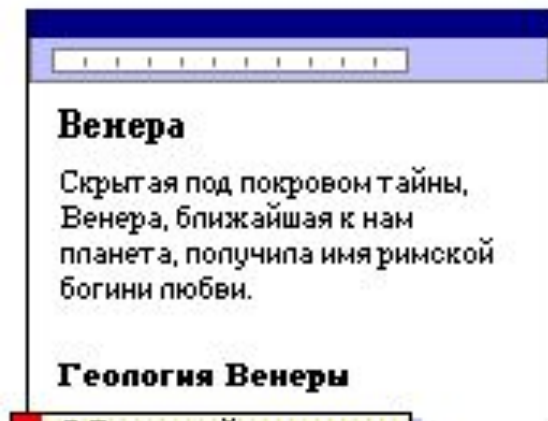 Венера
Скрытая под покровом тайны,
Венера, ближайшая к нам
планета, получила имя римской
богини любви.
Геология Венеры